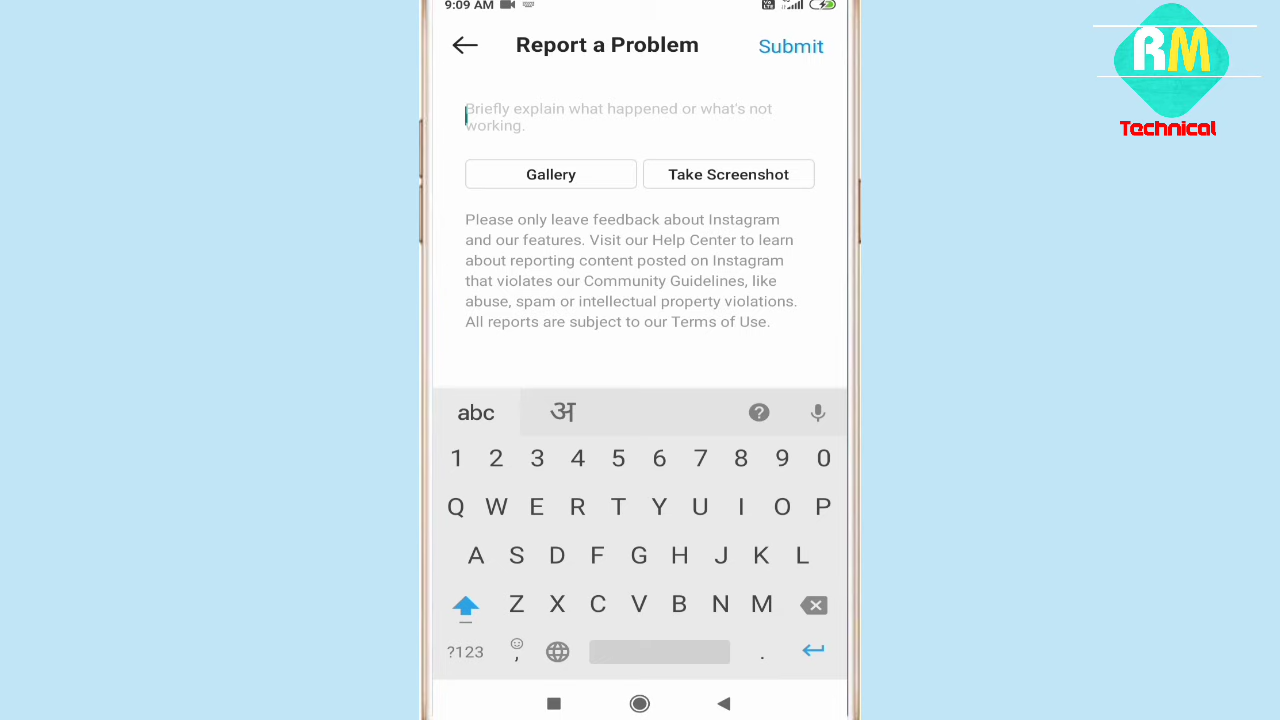 9:09 AM
Report a Problem
Submit
Briefly explain what happened or what's not
working.
Gallery
Take Screenshot
Please only leave feedback about Instagram
and our features. Visit our Help Center to learn
about reporting content posted on Instagram
that violates our Community Guidelines, like
abuse, spam or intellectual property violations.
All reports are subject to our Terms of Use.
abc अ ?
1 2 3 4 5 6 7 8 9 0
Q W E R T Y U I O P
A S D F G H J K L
Z X C V B N M
?123 , .
RM
Technical